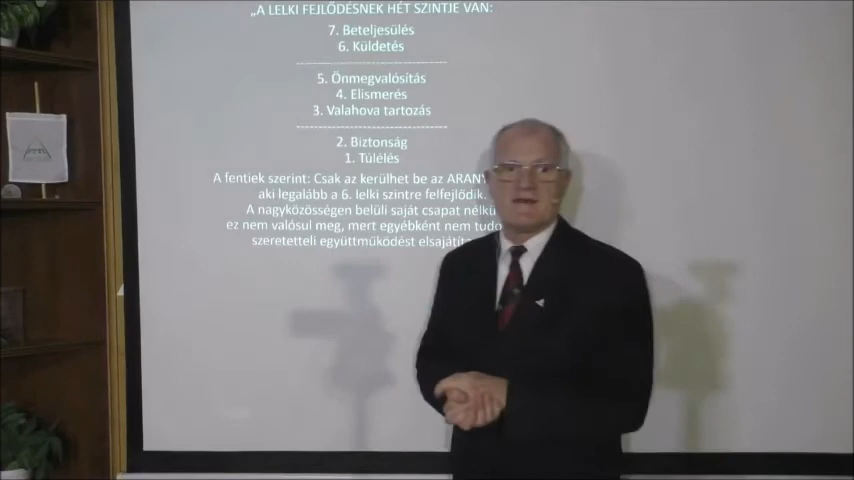 „A LELKI FEJLŐDÉSNEK HÉT SZINTJE VAN:
7. Beteljesülés
6. Küldetés
5. Önmegvalósítás
4. Elismerés
3. Valahova tartozás
2. Biztonság
1. Túlélés
A fentiek szerint: Csak az kerülhet be az ARAN
aki legalább a 6. lelki szintre felfejlődik.
A nagyközösségen belüli saját csapat nélkü
ez nem valósul meg, mert egyébként nem tudo
szeretetteli együttműködést elsajátít